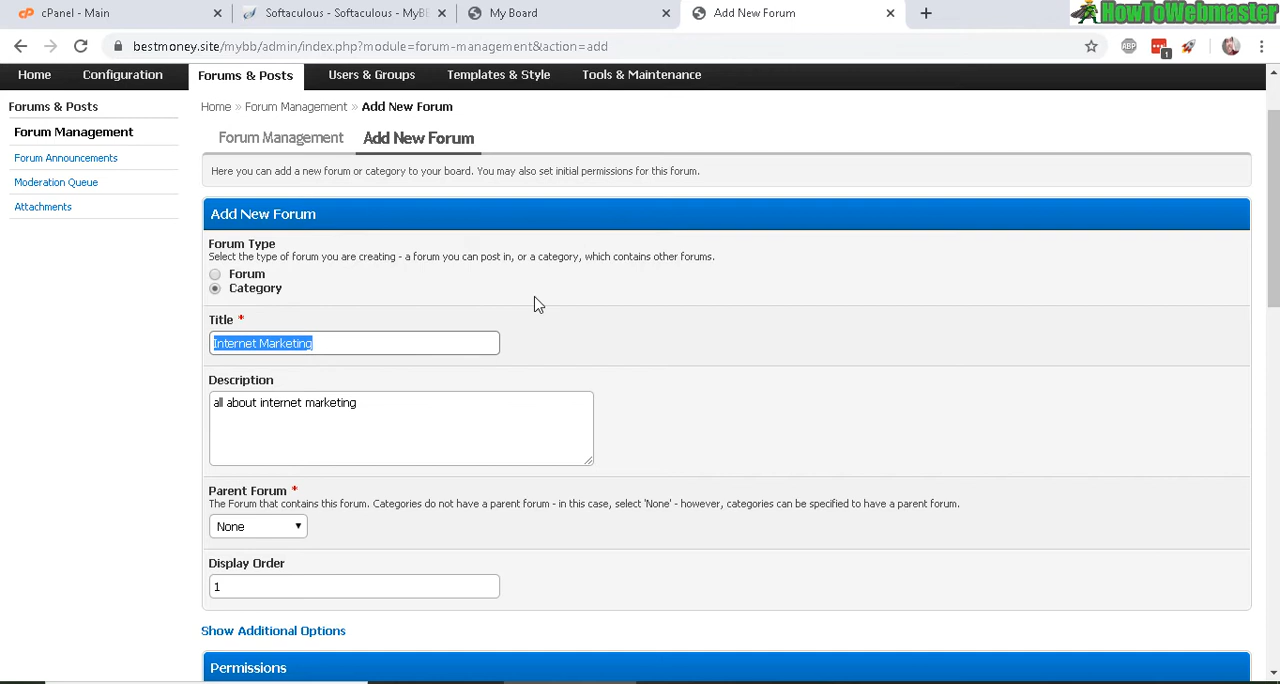 cPanel - Main
Softaculous - Softaculous - MyBB
My Board
Add New Forum
HowToWebmaster
bestmoney.site/mybb/admin/index.php?module=forum-management&action=add
ABP
1
Home
Configuration
Forums & Posts
Users & Groups
Templates & Style
Tools & Maintenance
Forums & Posts
Forum Management
Forum Announcements
Moderation Queue
Attachments
Home » Forum Management » Add New Forum
Forum Management
Add New Forum
Here you can add a new forum or category to your board. You may also set initial permissions for this forum.
Add New Forum
Forum Type
Select the type of forum you are creating - a forum you can post in, or a category, which contains other forums.
Forum
Category
Title *
Internet Marketing
Description
all about internet marketing
Parent Forum *
The Forum that contains this forum. Categories do not have a parent forum - in this case, select 'None' - however, categories can be specified to have a parent forum.
None
Display Order
1
Show Additional Options
Permissions